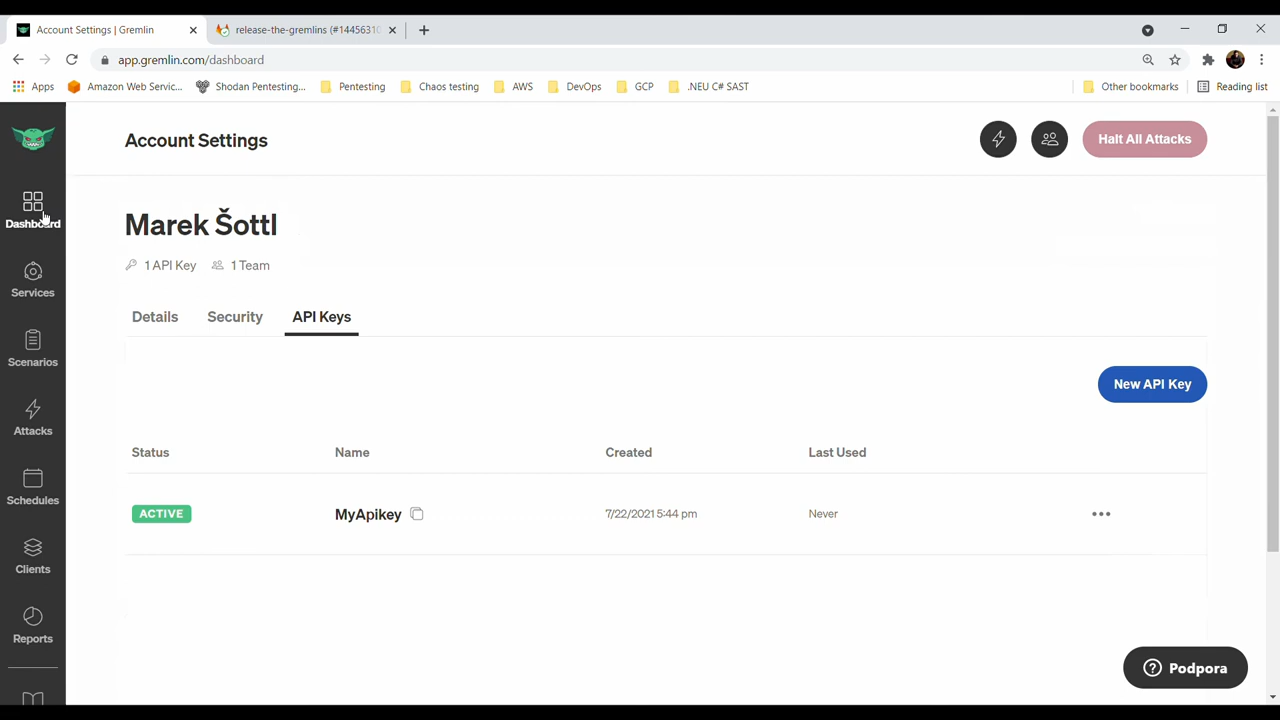 Account Settings | Gremlin
release-the-gremlins (#14456310
app.gremlin.com/dashboard
Apps
Amazon Web Servic...
Shodan Pentesting...
Pentesting
Chaos testing
AWS
DevOps
GCP
.NEU C# SAST
Other bookmarks
Reading list
Account Settings
Halt All Attacks
Dashboard
Services
Scenarios
Attacks
Schedules
Clients
Reports
Marek Šottl
1 API Key
1 Team
Details
Security
API Keys
New API Key
Status
Name
Created
Last Used
ACTIVE
MyApikey
7/22/2021 5:44 pm
Never
Podpora